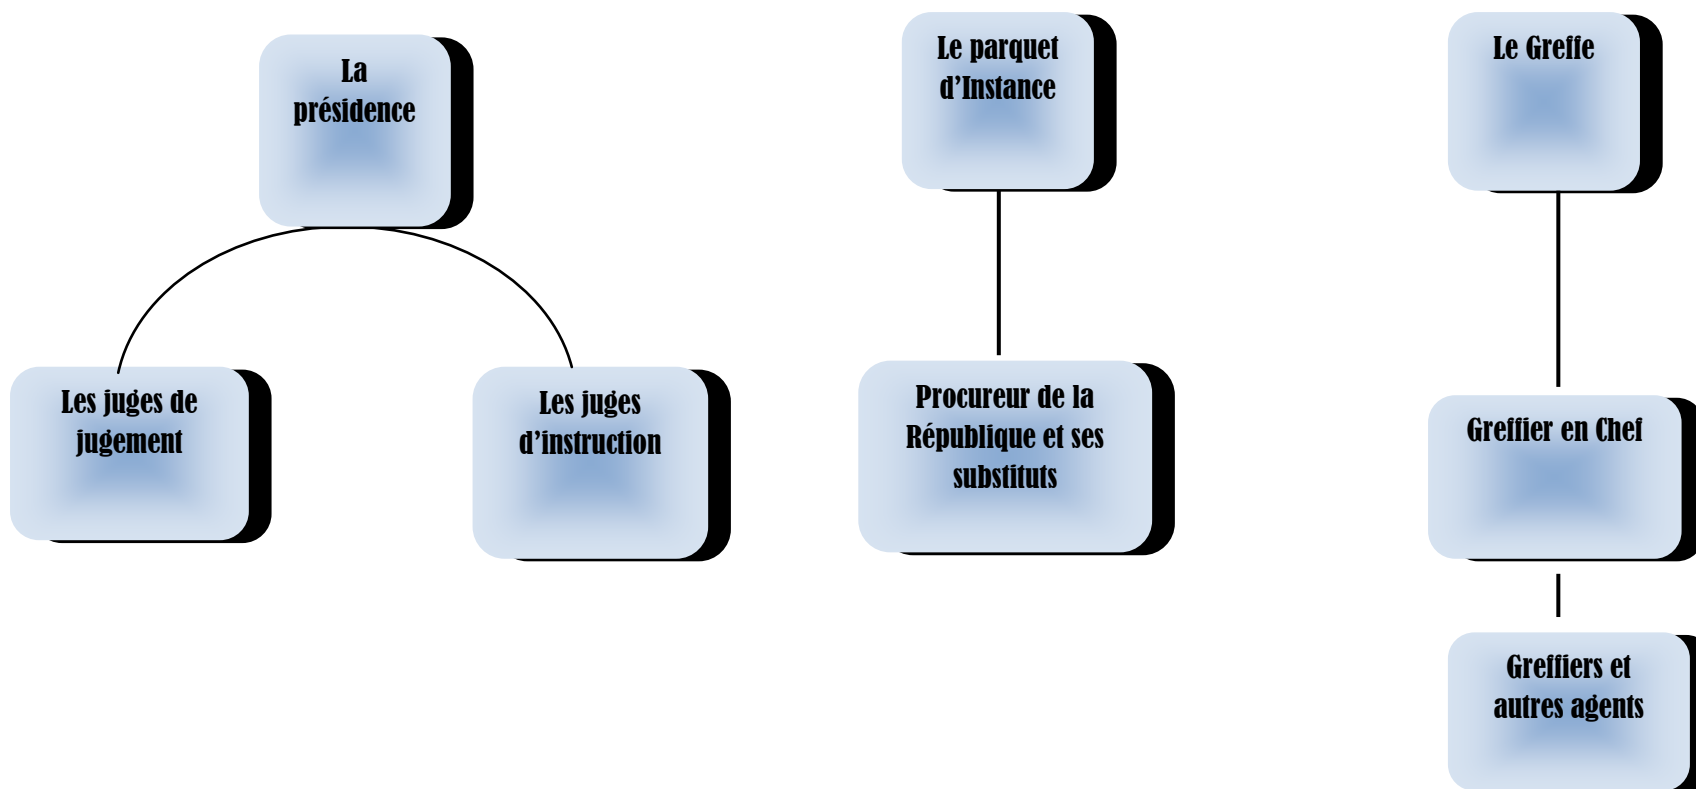 La
présidence
Le parquet
d’Instance
Le Greffe
Les juges de
jugement
Les juges
d’instruction
Procureur de la
République et ses
substituts
Greffier en Chef
Greffiers et
autres agents